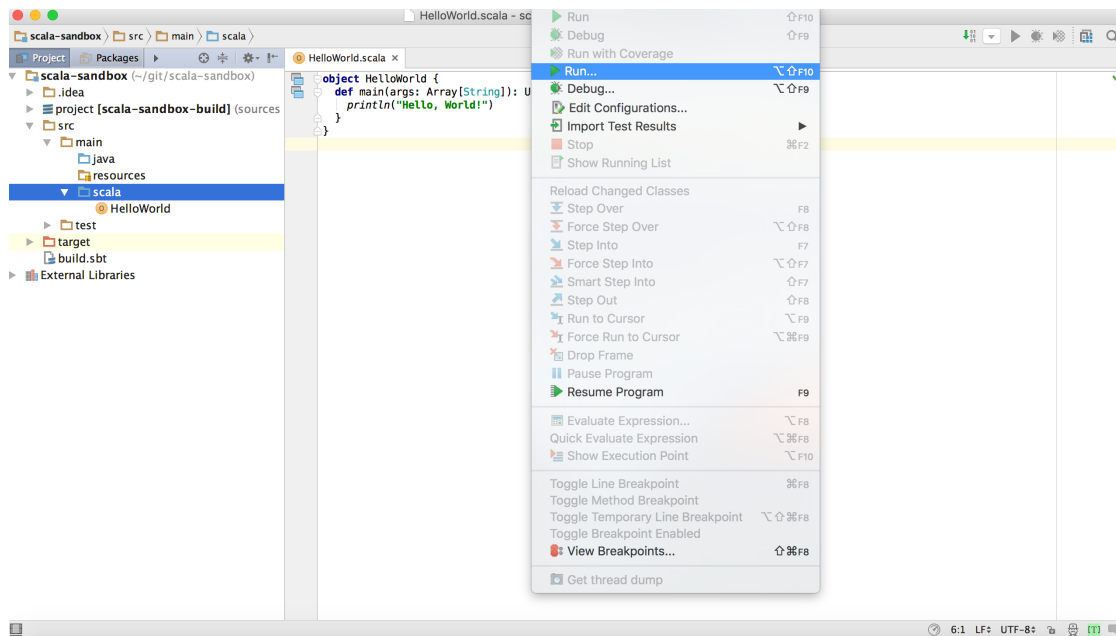 HelloWorld.scala - sc
scala-sandbox src main scala
Project Packages
HelloWorld.scala
scala-sandbox (~/git/scala-sandbox)
.idea
project [scala-sandbox-build] (sources
src
main
java
resources
scala
HelloWorld
test
target
build.sbt
External Libraries
object HelloWorld {
def main(args: Array[String]): U
println("Hello, World!")
}
}
Run ⇧F10
Debug ⇧F9
Run with Coverage
Run... ⌥⇧F10
Debug... ⌥⇧F9
Edit Configurations...
Import Test Results
Stop ⌘F2
Show Running List
Reload Changed Classes
Step Over F8
Force Step Over ⌥⇧F8
Step Into F7
Force Step Into ⌥⇧F7
Smart Step Into ⇧F7
Step Out ⇧F8
Run to Cursor ⌥F9
Force Run to Cursor ⌥⌘F9
Drop Frame
Pause Program
Resume Program F9
Evaluate Expression... ⌥F8
Quick Evaluate Expression ⌥⌘F8
Show Execution Point ⌥F10
Toggle Line Breakpoint ⌘F8
Toggle Method Breakpoint
Toggle Temporary Line Breakpoint ⌥⇧⌘F8
Toggle Breakpoint Enabled
View Breakpoints... ⇧⌘F8
Get thread dump
6:1 LF UTF-8 [T]